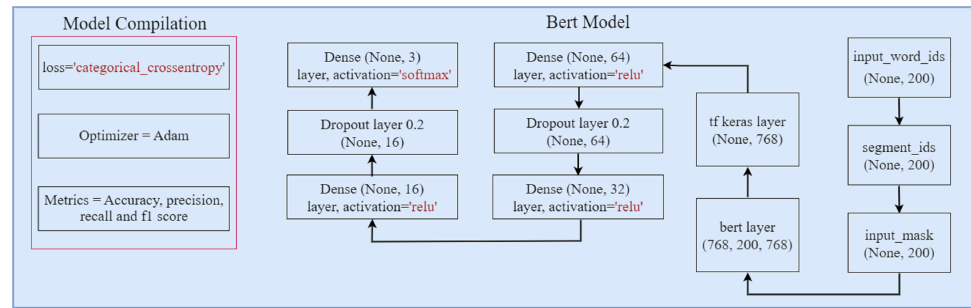 Model Compilation
loss='categorical_crossentropy'
Optimizer = Adam
Metrics = Accuracy, precision,
recall and f1 score
Bert Model
Dense (None, 3)
layer, activation='softmax'
Dropout layer 0.2
(None, 16)
Dense (None, 16)
layer, activation='relu'
Dense (None, 64)
layer, activation='relu'
Dropout layer 0.2
(None, 64)
Dense (None, 32)
layer, activation='relu'
tf keras layer
(None, 768)
bert layer
(768, 200, 768)
input_word_ids
(None, 200)
segment_ids
(None, 200)
input_mask
(None, 200)